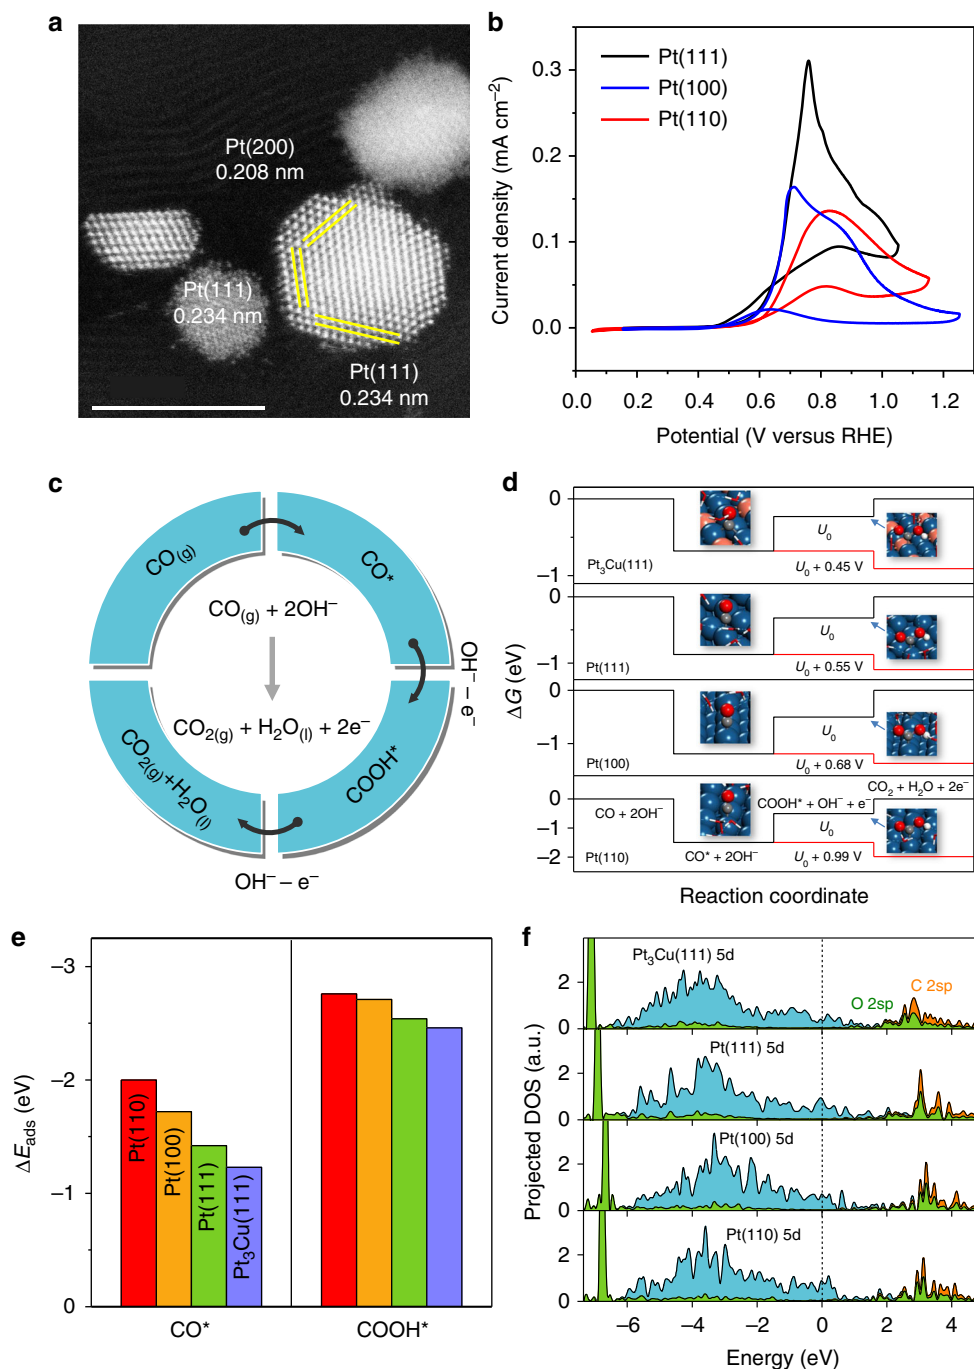 a
Pt(200)
0.208 nm
Pt(111)
0.234 nm
Pt(111)
0.234 nm
b
Pt(111)
Pt(100)
Pt(110)
Current density (mA cm⁻²)
0.3
0.2
0.1
0.0
0.0 0.2 0.4 0.6 0.8 1.0 1.2
Potential (V versus RHE)
c
CO(g)
CO*
OH⁻ – e⁻
COOH*
OH⁻ – e⁻
CO2(g)+H2O(l)
CO(g) + 2OH⁻
CO2(g) + H2O(l) + 2e⁻
d
ΔG (eV)
0
–1
Pt3Cu(111)
U0
U0 + 0.45 V
0
–1
Pt(111)
U0
U0 + 0.55 V
0
–1
Pt(100)
U0
U0 + 0.68 V
0
–1
–2
CO + 2OH⁻
Pt(110)
CO* + 2OH⁻
COOH* + OH⁻ + e⁻
CO2 + H2O + 2e⁻
U0
U0 + 0.99 V
Reaction coordinate
e
ΔEads (eV)
–3
–2
–1
0
Pt(110)
Pt(100)
Pt(111)
Pt3Cu(111)
CO* COOH*
f
Projected DOS (a.u.)
Pt3Cu(111) 5d
O 2sp
C 2sp
2
0
Pt(111) 5d
2
0
Pt(100) 5d
2
0
Pt(110) 5d
2
0
–6 –4 –2 0 2 4
Energy (eV)